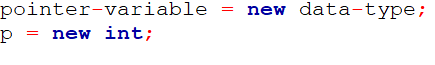 pointer-variable = new data-type;
p = new int;